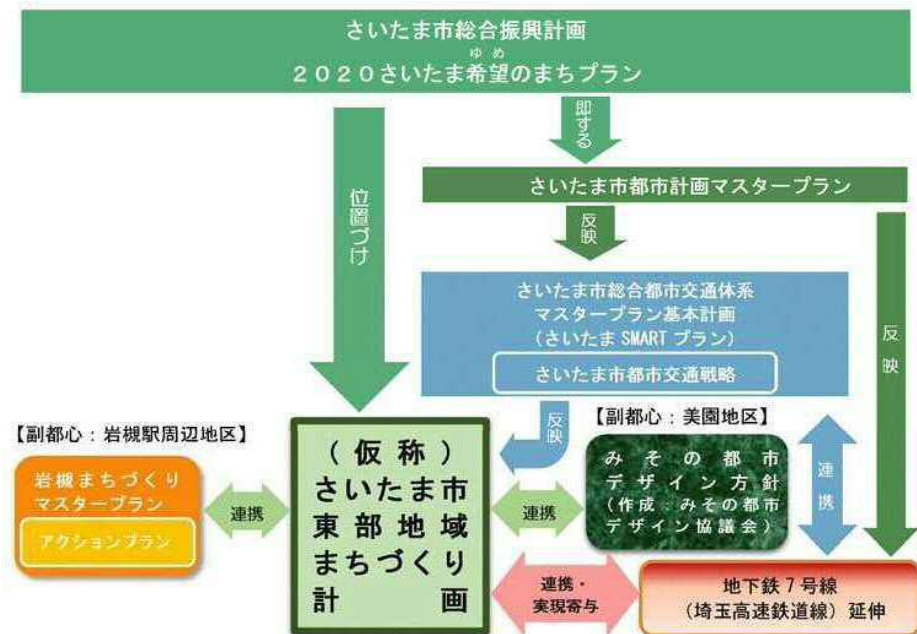 さいたま市総合振興計画
ゆめ
２０２０さいたま希望のまちプラン
即する
位置づけ
さいたま市都市計画マスタープラン
反映
反映
さいたま市総合都市交通体系
マスタープラン基本計画
（さいたま SMART プラン）
さいたま市都市交通戦略
反映
【副都心：岩槻駅周辺地区】
岩槻まちづくり
マスタープラン
アクションプラン
連携
（仮称）
さいたま市
東部地域
まちづくり
計画
連携
【副都心：美園地区】
みその都市
デザイン方針
（作成：みその都市
デザイン協議会）
連携
連携・
実現寄与
地下鉄７号線
（埼玉高速鉄道線）延伸